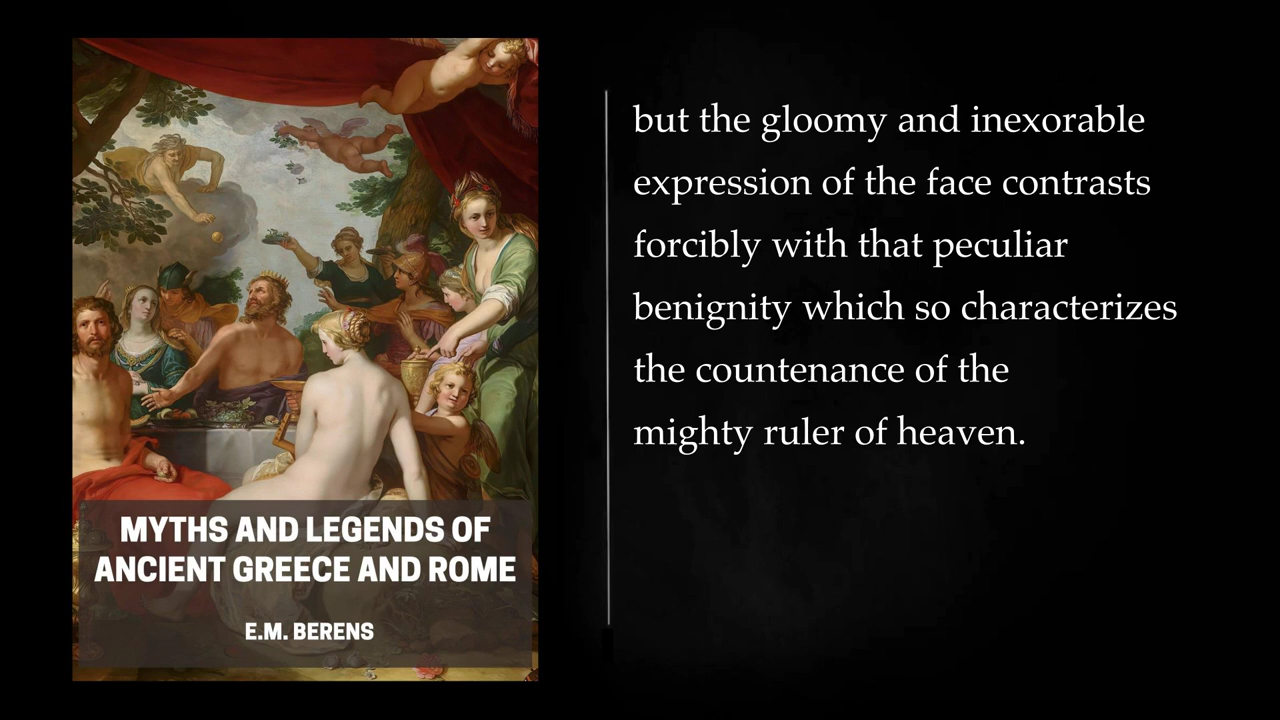 MYTHS AND LEGENDS OF
ANCIENT GREECE AND ROME
E.M. BERENS
but the gloomy and inexorable
expression of the face contrasts
forcibly with that peculiar
benignity which so characterizes
the countenance of the
mighty ruler of heaven.